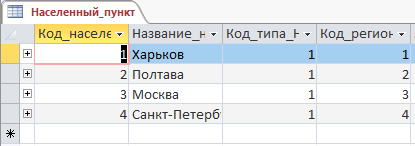 Населенный_пункт
Код_населе Название_н Код_типа_Н Код_регион
1 Харьков 1 1
2 Полтава 1 2
3 Москва 1 3
4 Санкт-Петербу 1 4